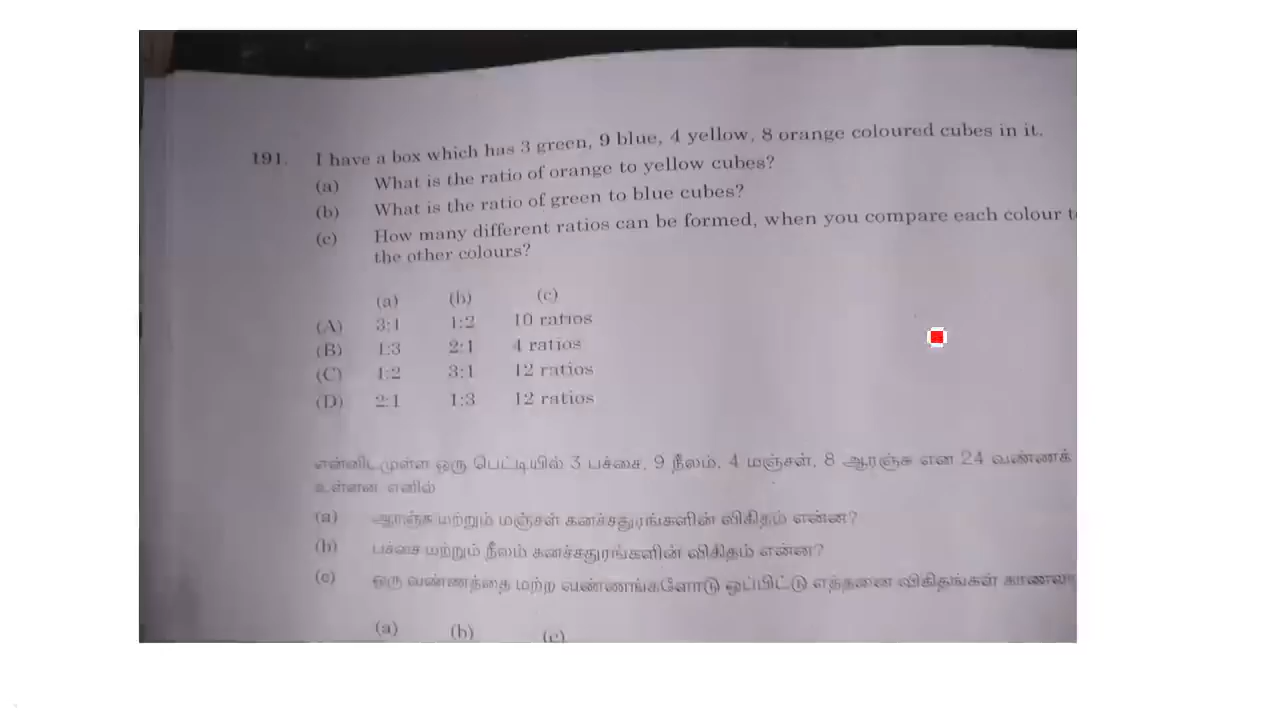 191. I have a box which has 3 green, 9 blue, 4 yellow, 8 orange coloured cubes in it.
(a) What is the ratio of orange to yellow cubes?
(b) What is the ratio of green to blue cubes?
(c) How many different ratios can be formed, when you compare each colour t
the other colours?
(a) (b) (c)
(A) 3:1 1:2 10 ratios
(B) 1:3 2:1 4 ratios
(C) 1:2 3:1 12 ratios
(D) 2:1 1:3 12 ratios
என்னிடமுள்ள ஒரு பெட்டியில் 3 பச்சை, 9 நீலம், 4 மஞ்சள், 8 ஆரஞ்சு என 24 வண்ணக்
உள்ளன எனில்
(a) ஆரஞ்சு மற்றும் மஞ்சள் கனச்சதுரங்களின் விகிதம் என்ன?
(b) பச்சை மற்றும் நீலம் கனச்சதுரங்களின் விகிதம் என்ன?
(c) ஒரு வண்ணத்தை மற்ற வண்ணங்களோடு ஒப்பிட்டு எத்தனை விகிதங்கள்
(a) (b) (c)